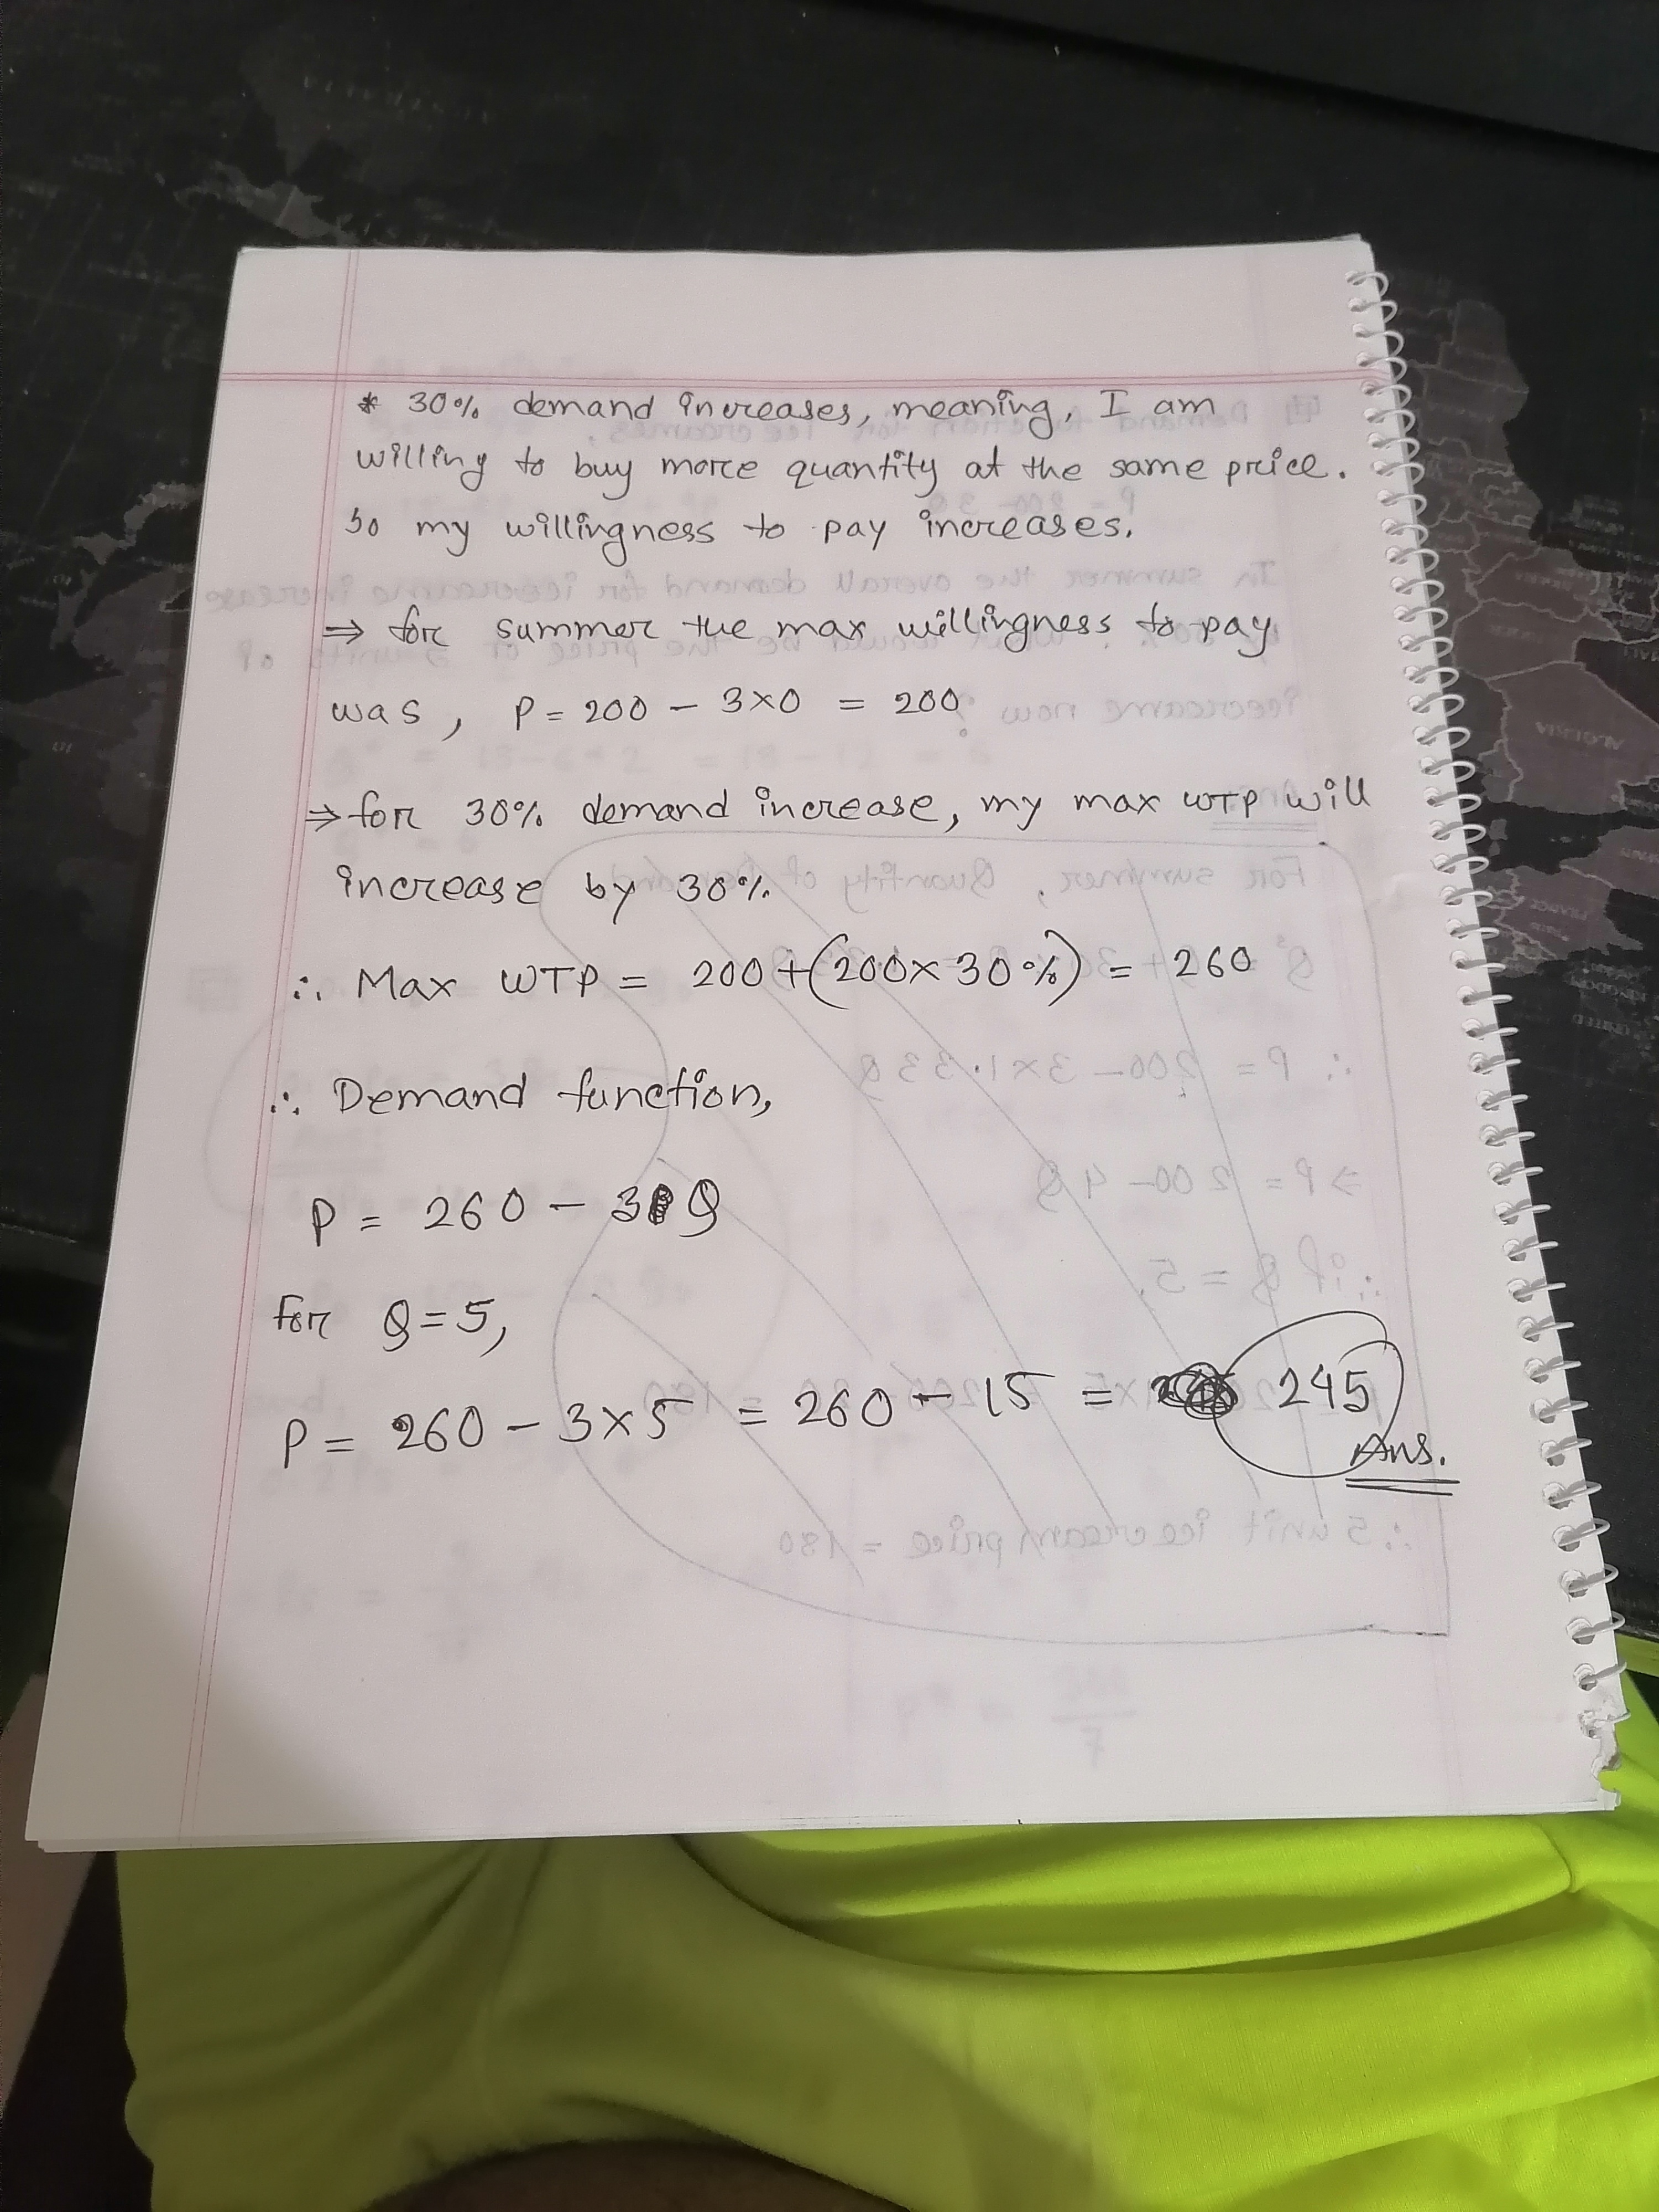 * 30% demand increases, meaning, I am
willing to buy more quantity at the same price.
So my willingness to pay increases.
⇒ for summer the max willingness to pay
was, P = 200 - 3×0 = 200
⇒ for 30% demand increase, my max WTP will
increase by 30%.
∴ Max WTP = 200+(200×30%) = 260
∴ Demand function,
P = 260 - 3Q
For Q=5,
P = 260 - 3×5 = 260 - 15 = 245
Ans.